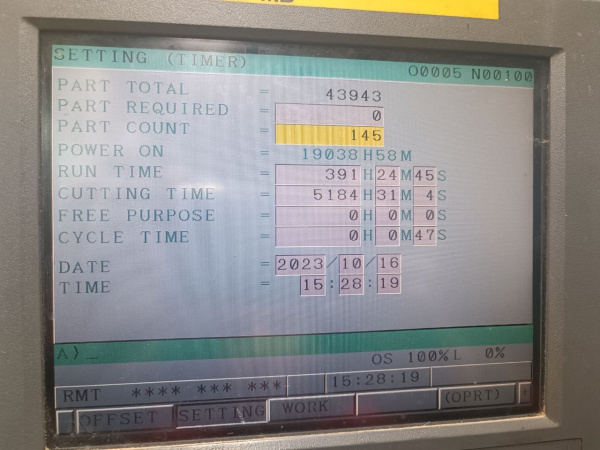 SETTING (TIMER) O0005 N00100
PART TOTAL = 43943
PART REQUIRED = 0
PART COUNT = 145
POWER ON = 19038H58M
RUN TIME = 391H24M45S
CUTTING TIME = 5184H31M 4S
FREE PURPOSE = 0H 0M 0S
CYCLE TIME = 0H 0M47S
DATE = 2023/10/16
TIME = 15:28:19
A)_
OS 100% L 0%
RMT **** *** *** 15:28:19
OFFSET SETTING WORK (OPRT) +